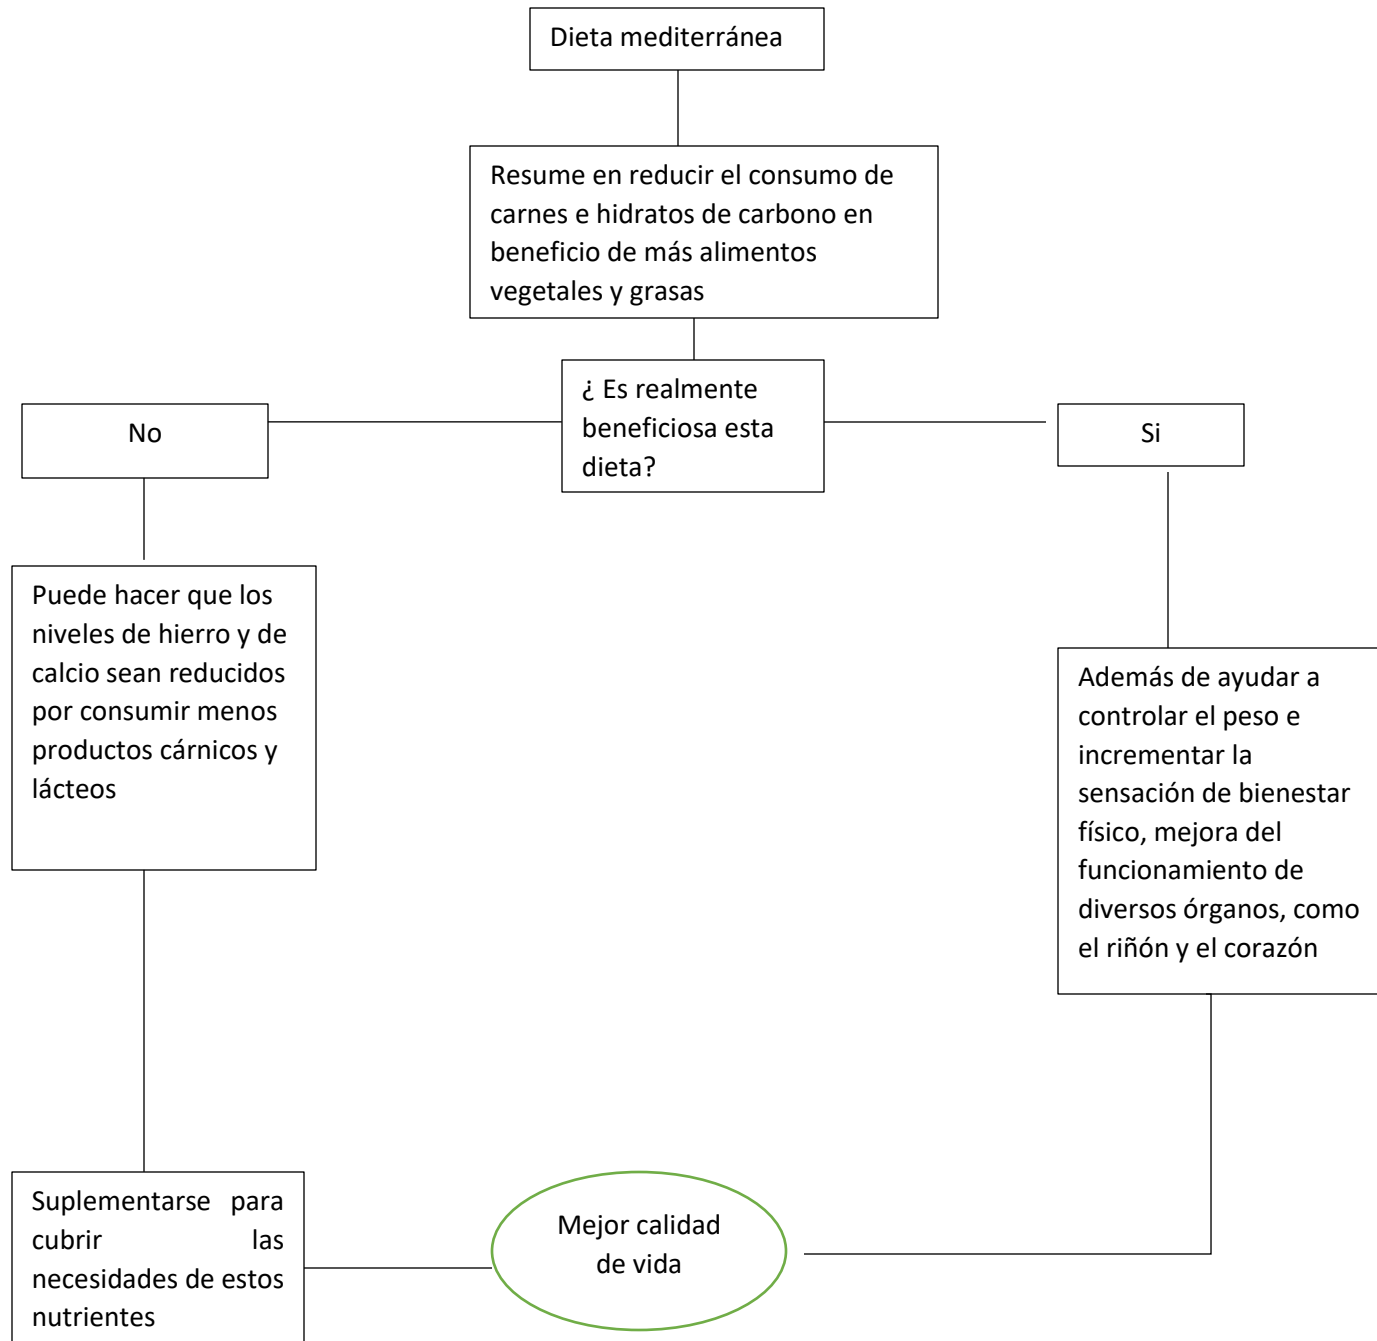 Dieta mediterránea
Resume en reducir el consumo de
carnes e hidratos de carbono en
beneficio de más alimentos
vegetales y grasas
¿ Es realmente
beneficiosa esta
dieta?
No
Si
Puede hacer que los
niveles de hierro y de
calcio sean reducidos
por consumir menos
productos cárnicos y
lácteos
Además de ayudar a
controlar el peso e
incrementar la
sensación de bienestar
físico, mejora del
funcionamiento de
diversos órganos, como
el riñón y el corazón
Suplementarse para
cubrir las
necesidades de estos
nutrientes
Mejor calidad
de vida